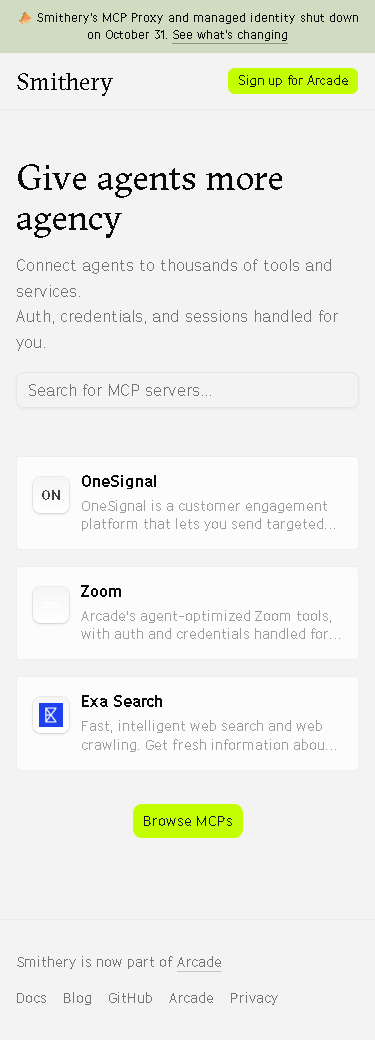 Smithery's MCP Proxy and managed identity shut down
on October 31. See what's changing
Smithery
Sign up for Arcade
Give agents more
agency
Connect agents to thousands of tools and
services.
Auth, credentials, and sessions handled for
you.
Search for MCP servers...
ON
OneSignal
OneSignal is a customer engagement
platform that lets you send targeted...
Zoom
Arcade's agent-optimized Zoom tools,
with auth and credentials handled for...
Exa Search
Fast, intelligent web search and web
crawling. Get fresh information abou...
Browse MCPs
Smithery is now part of Arcade
Docs Blog GitHub Arcade Privacy